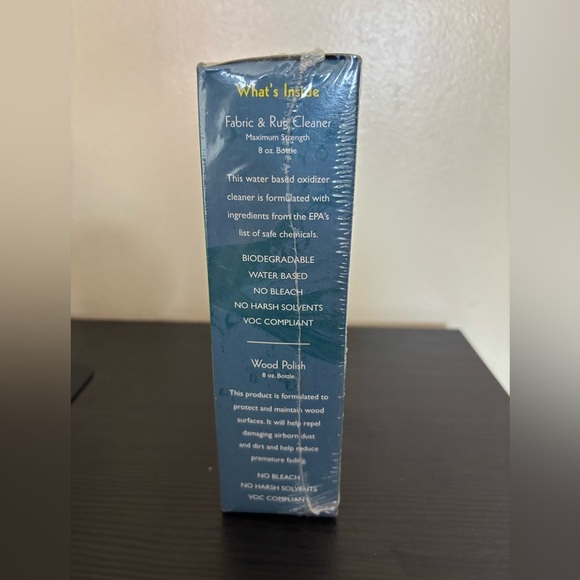 What's Inside
Fabric & Rug Cleaner
Maximum Strength
8 oz. Bottle
This water based oxidizer
cleaner is formulated with
ingredients from the EPA's
list of safe chemicals.
BIODEGRADABLE
WATER BASED
NO BLEACH
NO HARSH SOLVENTS
VOC COMPLIANT
Wood Polish
8 oz. Bottle
This product is formulated to
protect and maintain wood
surfaces. It will help repel
damaging airborn dust
and dirt and help reduce
premature fading.
NO BLEACH
NO HARSH SOLVENTS
VOC COMPLIANT